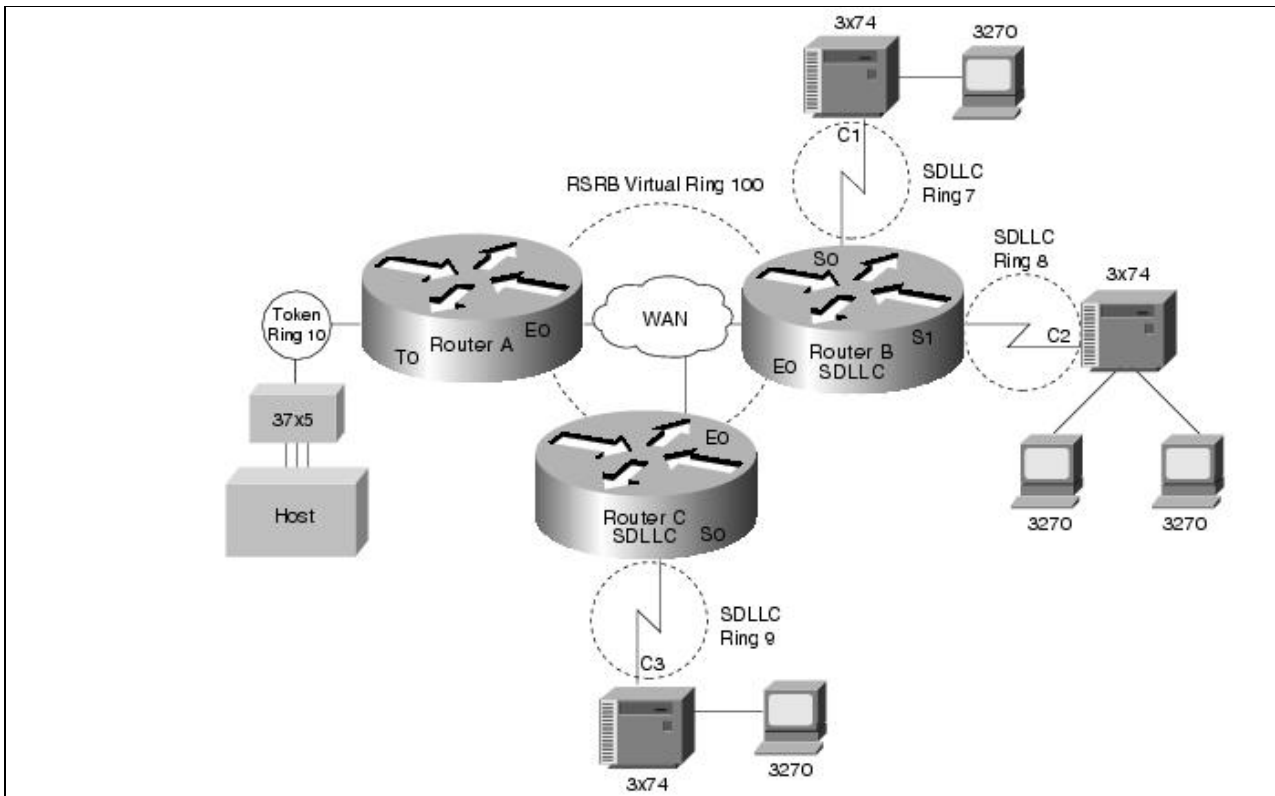 3x74
3270
C1
SDLLC
Ring 7
RSRB Virtual Ring 100
SDLLC
Ring 8
3x74
S0
Token
Ring 10
WAN
C2
E0
Router A
T0
S1
Router B
SDLLC
E0
37x5
E0
Host
Router C
SDLLC
S0
3270
3270
SDLLC
Ring 9
C3
3x74
3270